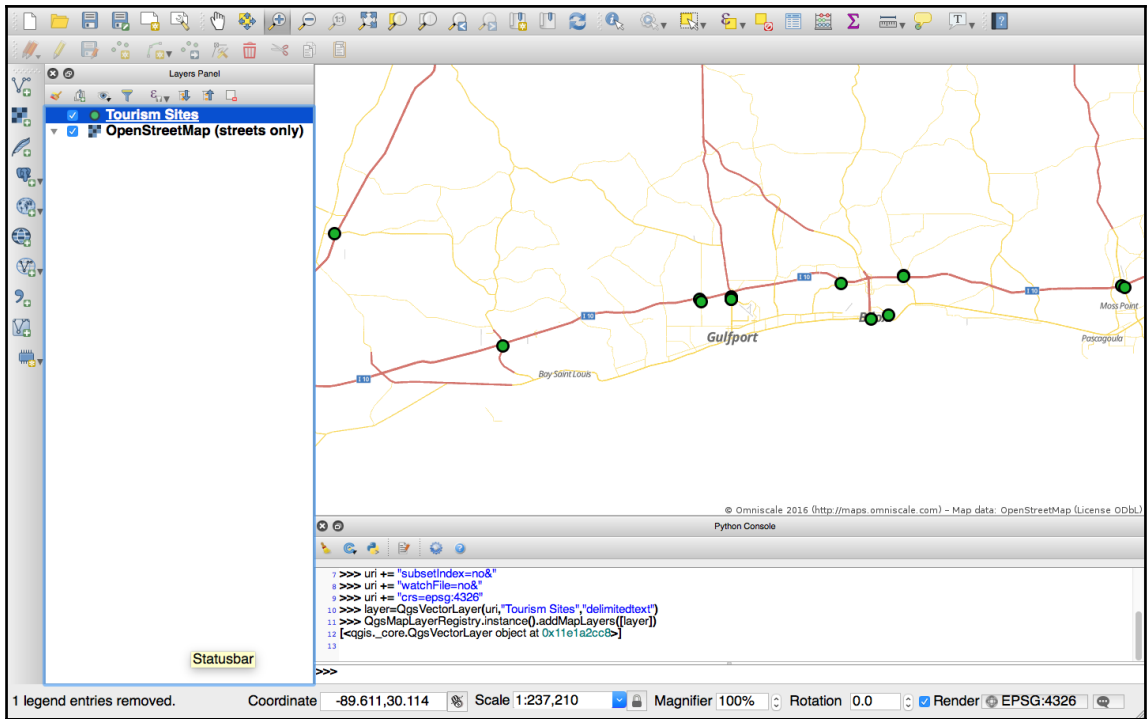 Layers Panel
Tourism Sites
OpenStreetMap (streets only)
I 10
I 10
I 10
I 10
Gulfport
Moss Point
Pascagoula
Bay Saint Louis
© Omniscale 2016 (http://maps.omniscale.com) - Map data: OpenStreetMap (License ODbL)
Python Console
7 >>> uri += "subsetIndex=no&"
8 >>> uri += "watchFile=no&"
9 >>> uri += "crs=epsg:4326"
10 >>> layer=QgsVectorLayer(uri,"Tourism Sites","delimitedtext")
11 >>> QgsMapLayerRegistry.instance().addMapLayers([layer])
12 [<qgis._core.QgsVectorLayer object at 0x11e1a2cc8>]
13
>>>
Statusbar
1 legend entries removed. Coordinate -89.611,30.114 Scale 1:237,210 Magnifier 100% Rotation 0.0 Render EPSG:4326